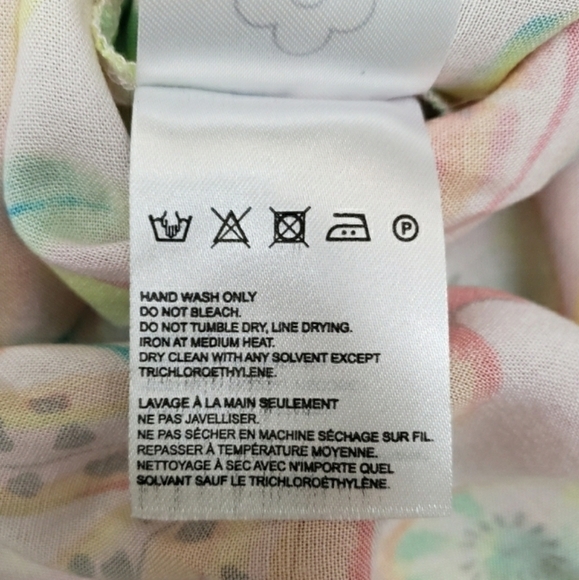 P
HAND WASH ONLY
DO NOT BLEACH.
DO NOT TUMBLE DRY, LINE DRYING.
IRON AT MEDIUM HEAT.
DRY CLEAN WITH ANY SOLVENT EXCEPT
TRICHLOROETHYLENE.
LAVAGE À LA MAIN SEULEMENT
NE PAS JAVELLISER.
NE PAS SÉCHER EN MACHINE SÉCHAGE SUR FIL.
REPASSER À TEMPÉRATURE MOYENNE.
NETTOYAGE À SEC AVEC N'IMPORTE QUEL
SOLVANT SAUF LE TRICHLOROÉTHYLÈNE.